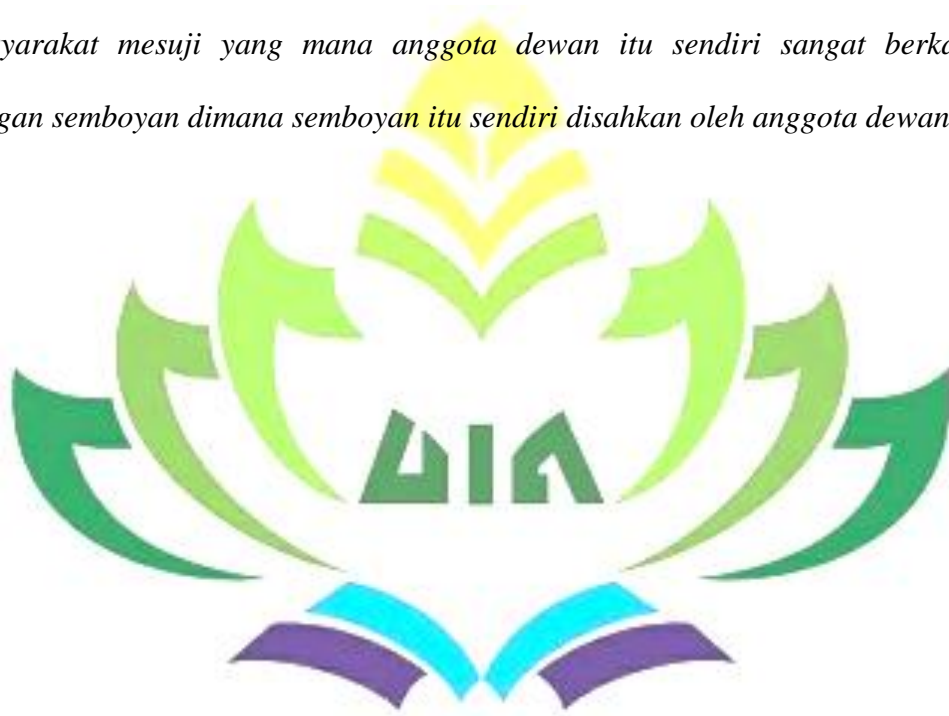 yarakat mesuji yang mana anggota dewan itu sendiri sangat berka
gan semboyan dimana semboyan itu sendiri disahkan oleh anggota dewan
UIN